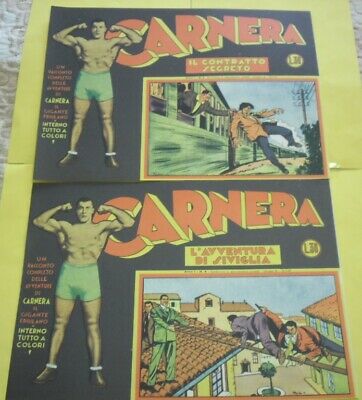 CARNERA
IL CONTRATTO
SEGRETO
L.30
UN
RACCONTO
COMPLETO
DELLE
AVVENTURE
DI
CARNERA
IL
GIGANTE
FRIULANO
INTERNO
TUTTO A
COLORI
CARNERA
L'AVVENTURA
DI SIVIGLIA
L.30
UN
RACCONTO
COMPLETO
DELLE
AVVENTURE
DI
CARNERA
IL
GIGANTE
FRIULANO
INTERNO
TUTTO A
COLORI